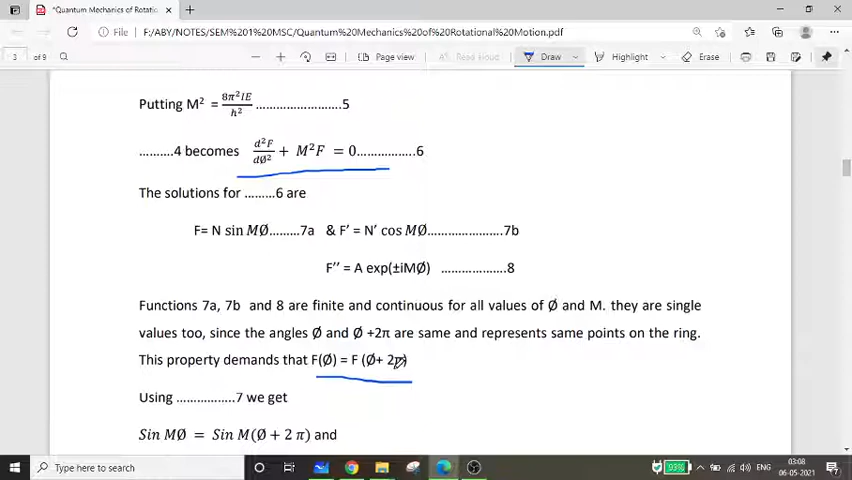 *Quantum Mechanics of Rotatio
File
F:/ABY/NOTES/SEM%201%20MSC/Quantum%20Mechanics%20of%20Rotational%20Motion.pdf
3 of 9
Page view
Read aloud
Draw
Highlight
Erase
Putting M² = 8π²IE/h² ........................5
..........4 becomes d²F/dØ² + M²F = 0.................6
The solutions for .........6 are
F= N sin MØ.........7a & F′ = N′ cos MØ......................7b
F′′ = A exp(±iMØ) ...................8
Functions 7a, 7b and 8 are finite and continuous for all values of Ø and M. they are single
values too, since the angles Ø and Ø +2π are same and represents same points on the ring.
This property demands that F(Ø) = F (Ø+ 2π)
Using .................7 we get
Sin MØ = Sin M(Ø + 2 π) and
Type here to search
93%
ENG
03:08
06-05-2021
7